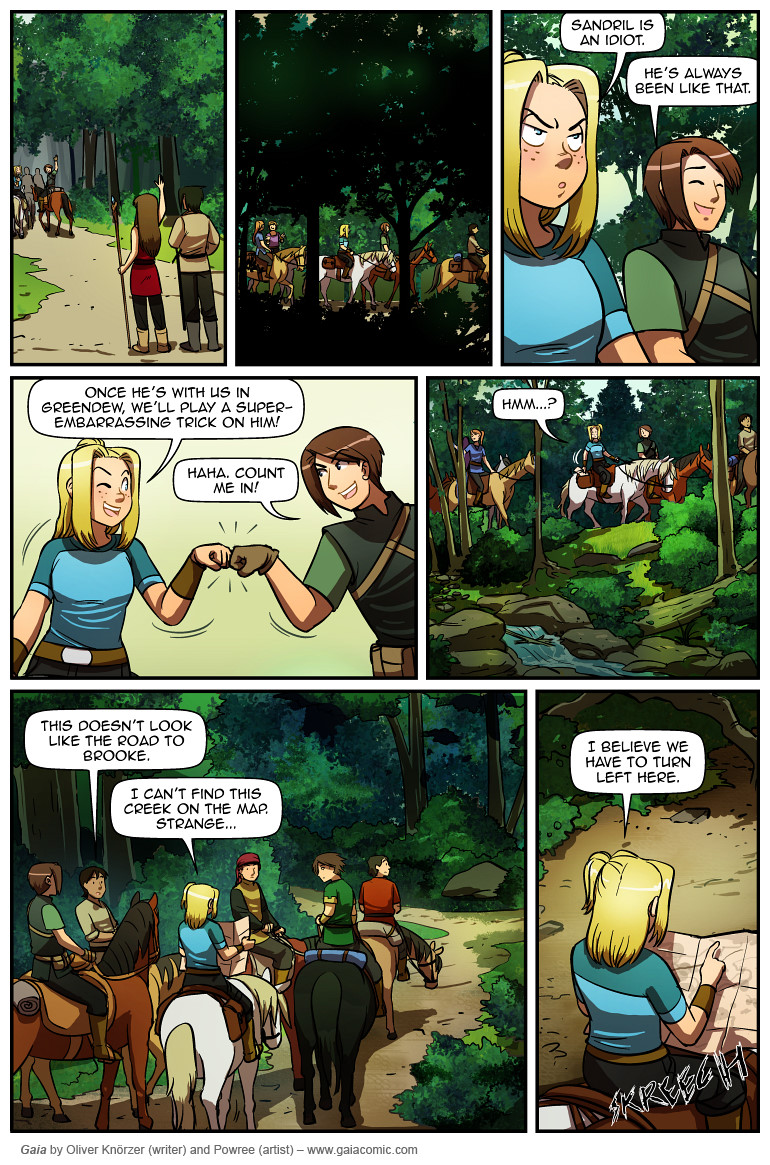 SANDRIL IS
AN IDIOT.
HE'S ALWAYS
BEEN LIKE THAT.
ONCE HE'S WITH US IN
GREENDEW, WE'LL PLAY A SUPER-
EMBARRASSING TRICK ON HIM!
HAHA. COUNT
ME IN!
HMM...?
THIS DOESN'T LOOK
LIKE THE ROAD TO
BROOKE.
I CAN'T FIND THIS
CREEK ON THE MAP.
STRANGE...
I BELIEVE WE
HAVE TO TURN
LEFT HERE.
SKREECHH
Gaia by Oliver Knörzer (writer) and Powree (artist) – www.gaiacomic.com